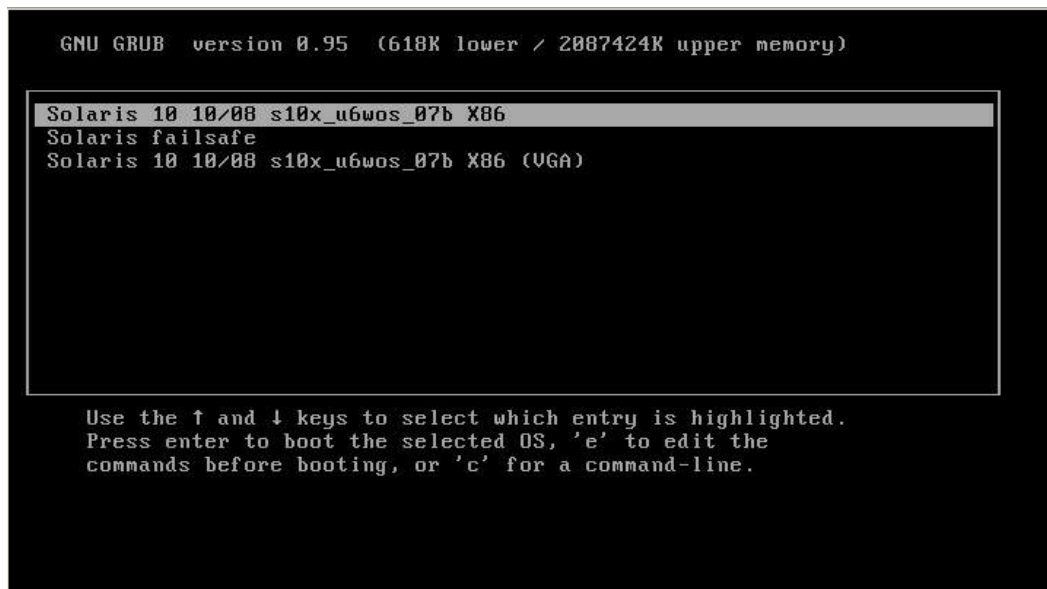 GNU GRUB version 0.95 (618K lower / 2087424K upper memory)
Solaris 10 10/08 s10x_u6wos_07b X86
Solaris failsafe
Solaris 10 10/08 s10x_u6wos_07b X86 (VGA)
Use the ↑ and ↓ keys to select which entry is highlighted.
Press enter to boot the selected OS, 'e' to edit the
commands before booting, or 'c' for a command-line.